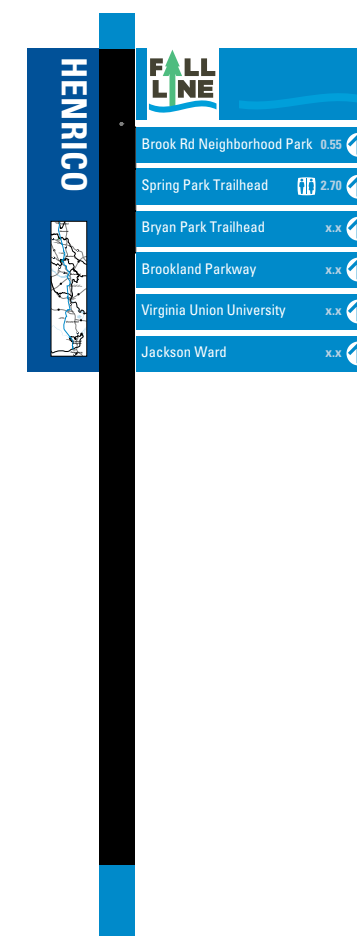 HENRICO
FALL
LINE
Brook Rd Neighborhood Park 0.55
Spring Park Trailhead 2.70
Bryan Park Trailhead x.x
Brookland Parkway x.x
Virginia Union University x.x
Jackson Ward x.x